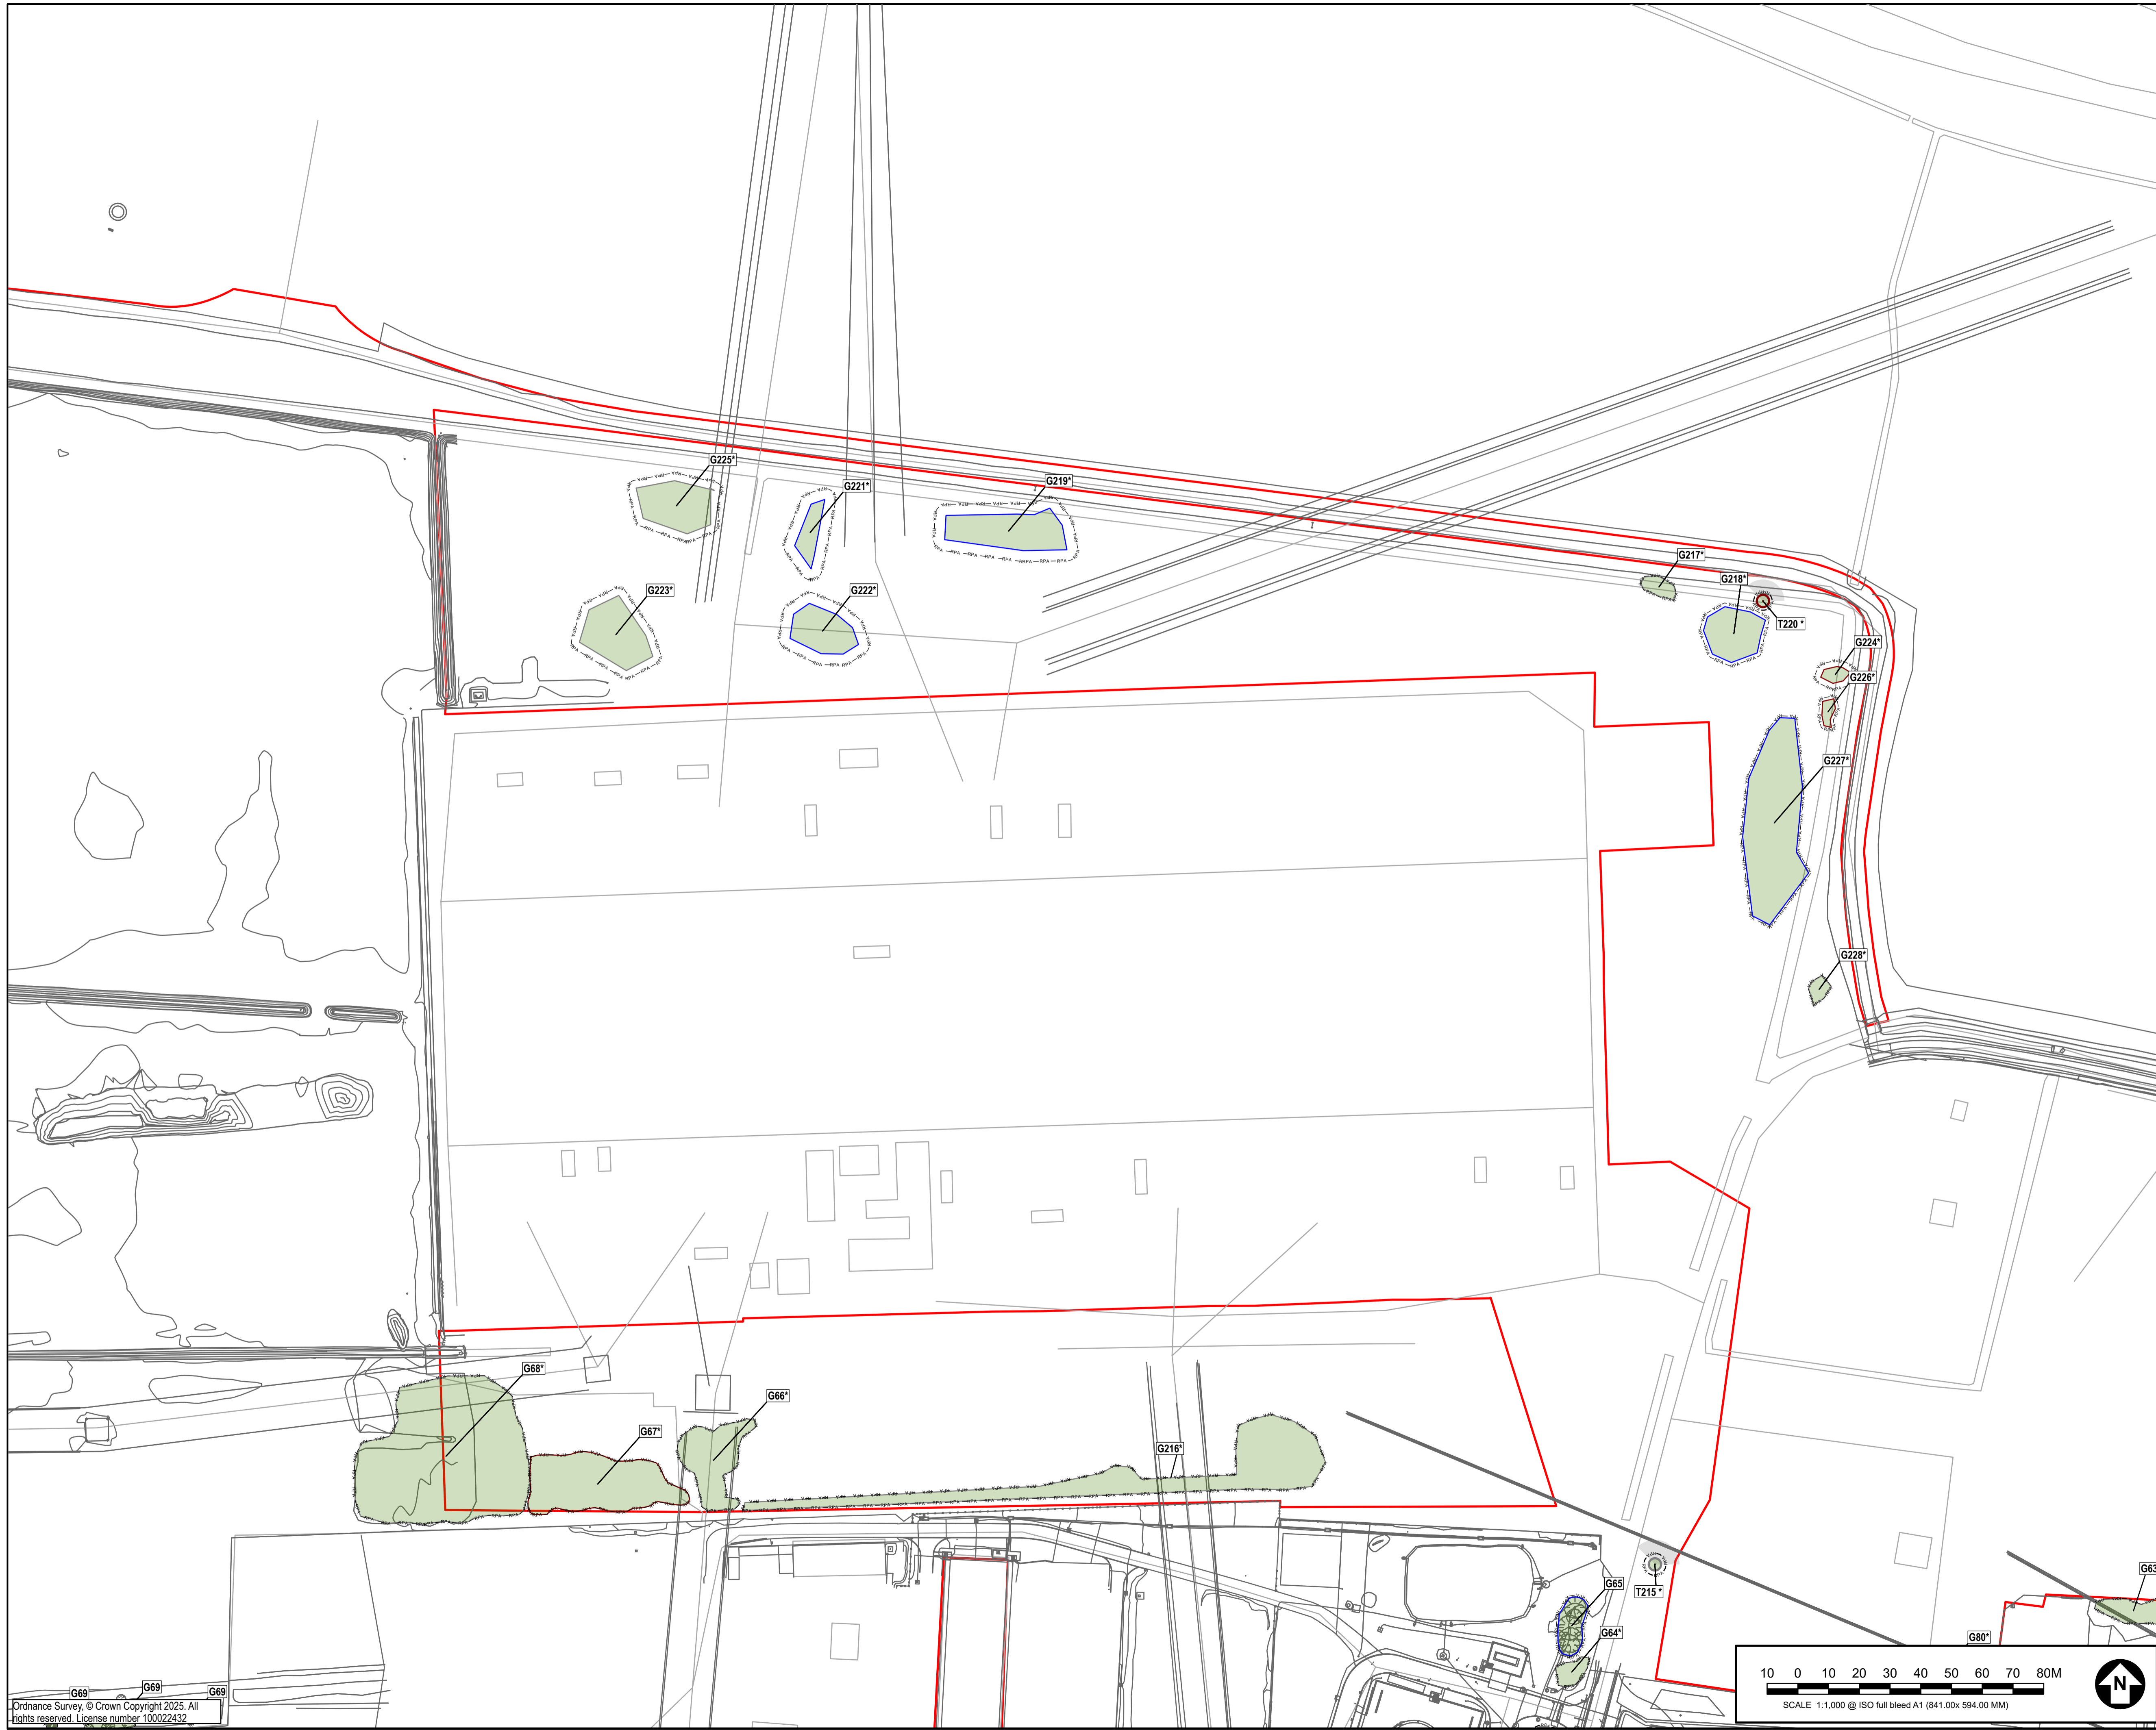 G225*
G221*
G219*
G217*
G218*
G223*
G222*
T220 *
G224*
G226*
G227*
G228*
G68*
G66*
G67*
G216*
G65
T215 *
G63
G64*
G80*
G69
G69
G69
10 0 10 20 30 40 50 60 70 80M
SCALE 1:1,000 @ ISO full bleed A1 (841.00x 594.00 MM)
N
Ordnance Survey, © Crown Copyright 2025. All
rights reserved. License number 100022432